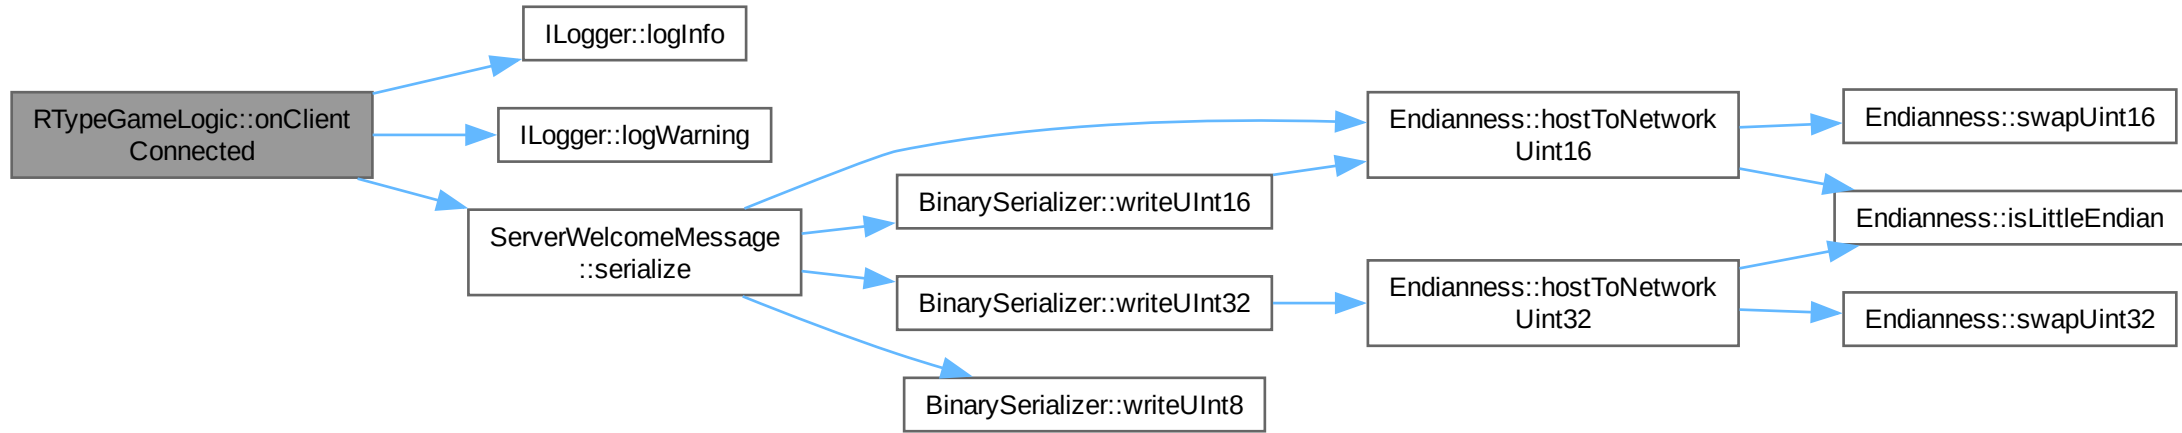 RTypeGameLogic::onClient
Connected
ILogger::logInfo
ILogger::logWarning
ServerWelcomeMessage
::serialize
BinarySerializer::writeUInt16
BinarySerializer::writeUInt32
BinarySerializer::writeUInt8
Endianness::hostToNetwork
Uint16
Endianness::hostToNetwork
Uint32
Endianness::swapUint16
Endianness::isLittleEndian
Endianness::swapUint32